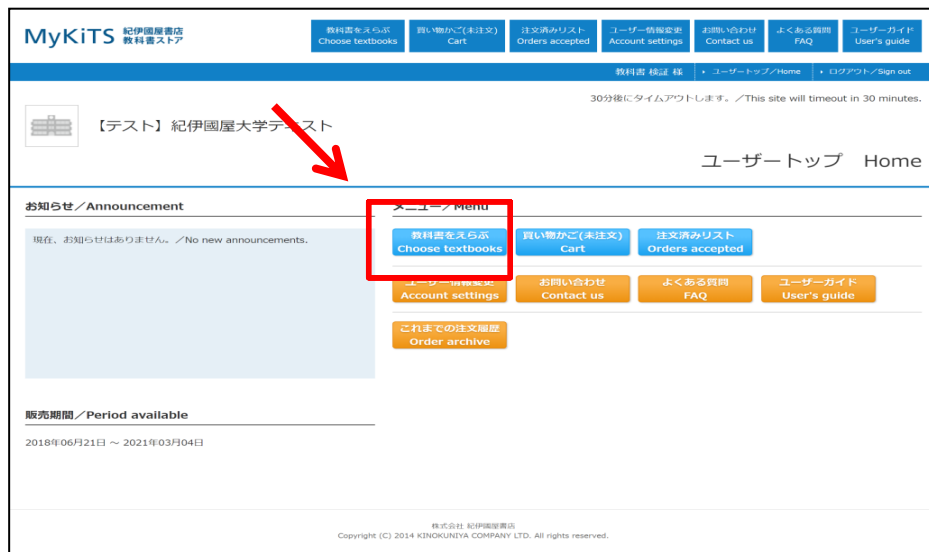 MyKiTS 紀伊國屋書店
教科書ストア
教科書をえらぶ
Choose textbooks
買い物かご(未注文)
Cart
注文済みリスト
Orders accepted
ユーザー情報変更
Account settings
お問い合わせ
Contact us
よくある質問
FAQ
ユーザーガイド
User's guide
教科書 検証 様
ユーザートップ/Home
ログアウト/Sign out
30分後にタイムアウトします。/This site will timeout in 30 minutes.
【テスト】紀伊國屋大学テキスト
ユーザートップ Home
お知らせ/Announcement
現在、お知らせはありません。/No new announcements.
メニュー/Menu
教科書をえらぶ
Choose textbooks
買い物かご(未注文)
Cart
注文済みリスト
Orders accepted
ユーザー情報変更
Account settings
お問い合わせ
Contact us
よくある質問
FAQ
ユーザーガイド
User's guide
これまでの注文履歴
Order archive
販売期間/Period available
2018年06月21日 ~ 2021年03月04日
株式会社 紀伊國屋書店
Copyright (C) 2014 KINOKUNIYA COMPANY LTD. All rights reserved.